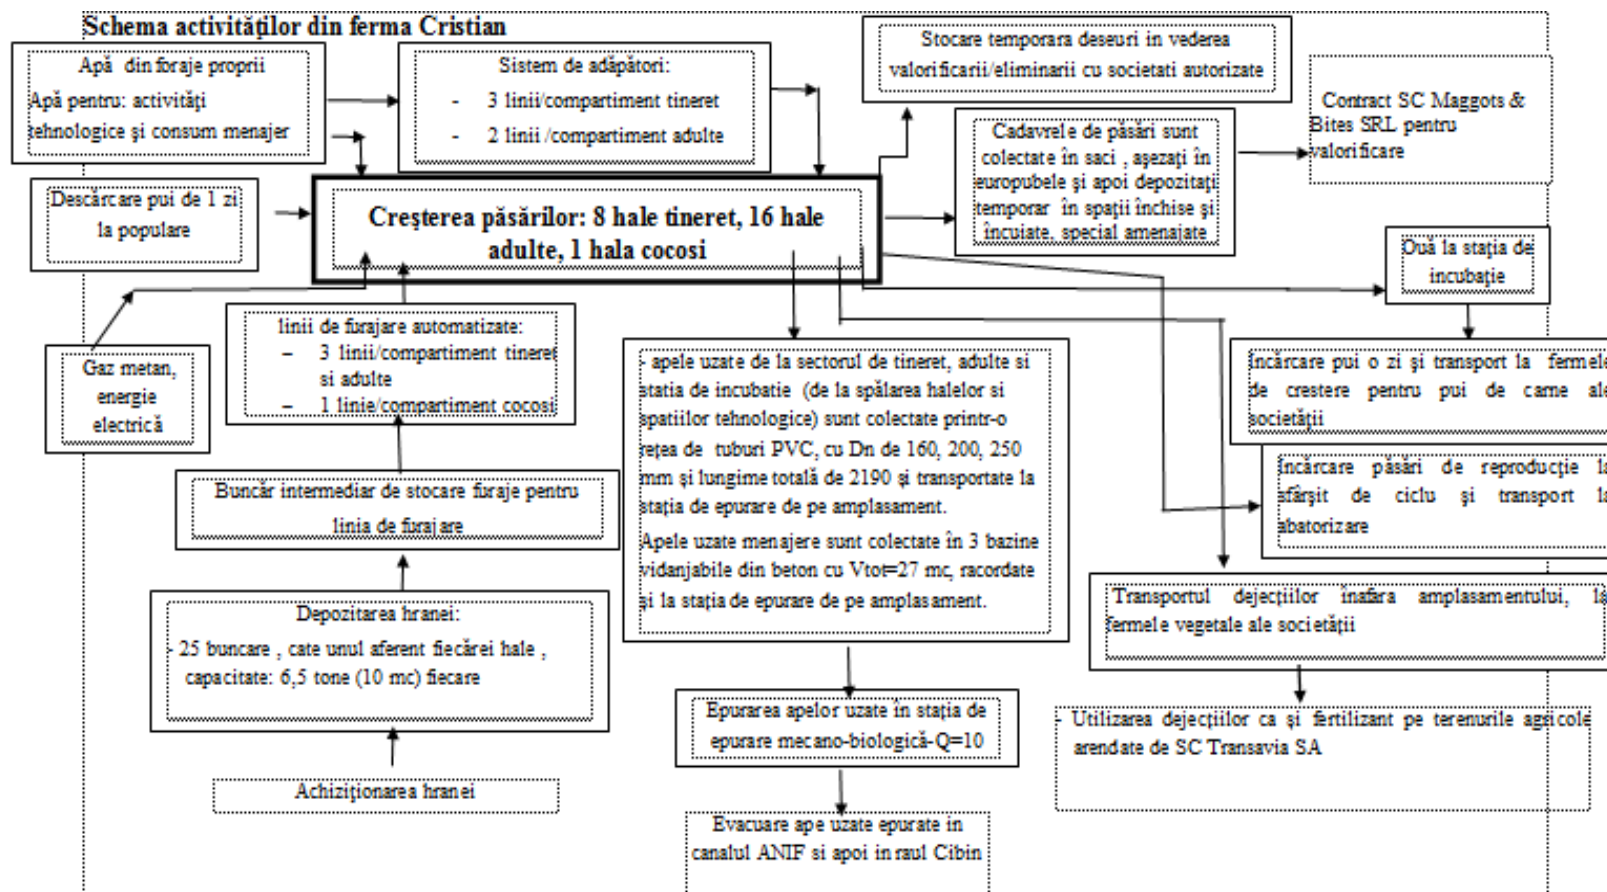 Schema activităţilor din ferma Cristian
Apă din foraje proprii
Apă pentru: activităţi
tehnologice şi consum menajer
Sistem de adăpători:
- 3 linii/compartiment tineret
- 2 linii /compartiment adulte
Stocare temporara deseuri in vederea
valorificarii/eliminarii cu societati autorizate
Contract SC Maggots &
Bites SRL pentru
valorificare
Cadavrele de păsări sunt
colectate în saci , aşezaţi în
europubele şi apoi depozitaţi
temporar în spaţii închise şi
încuiate, special amenajate
Descărcare pui de 1 zi
la populare
Creşterea păsărilor: 8 hale tineret, 16 hale
adulte, 1 hala cocosi
Ouă la staţia de
incubaţie
linii de furajare automatizate:
– 3 linii/compartiment tineret
si adulte
– 1 linie/compartiment cocosi
Gaz metan,
energie
electrică
- apele uzate de la sectorul de tineret, adulte si
statia de incubatie (de la spălarea halelor si
spatiilor tehnologice) sunt colectate printr-o
reţea de tuburi PVC, cu Dn de 160, 200, 250
mm şi lungime totală de 2190 şi transportate la
staţia de epurare de pe amplasament.
Apele uzate menajere sunt colectate în 3 bazine
vidanjabile din beton cu Vtot=27 mc, racordate
şi la staţia de epurare de pe amplasament.
Încărcare pui o zi şi transport la fermele
de crestere pentru pui de carne ale
societăţii
Încărcare păsări de reproducţie la
sfârşit de ciclu şi transport la
abatorizare
Buncăr intermediar de stocare furaje pentru
linia de furajare
Depozitarea hranei:
- 25 buncare , cate unul aferent fiecărei hale ,
capacitate: 6,5 tone (10 mc) fiecare
Transportul dejecţiilor înafara amplasamentului, la
fermele vegetale ale societăţii
Epurarea apelor uzate în staţia de
epurare mecano-biologică-Q=10
- Utilizarea dejecţiilor ca şi fertilizant pe terenurile agricole
arendate de SC Transavia SA
Achiziţionarea hranei
Evacuare ape uzate epurate in
canalul ANIF si apoi in raul Cibin